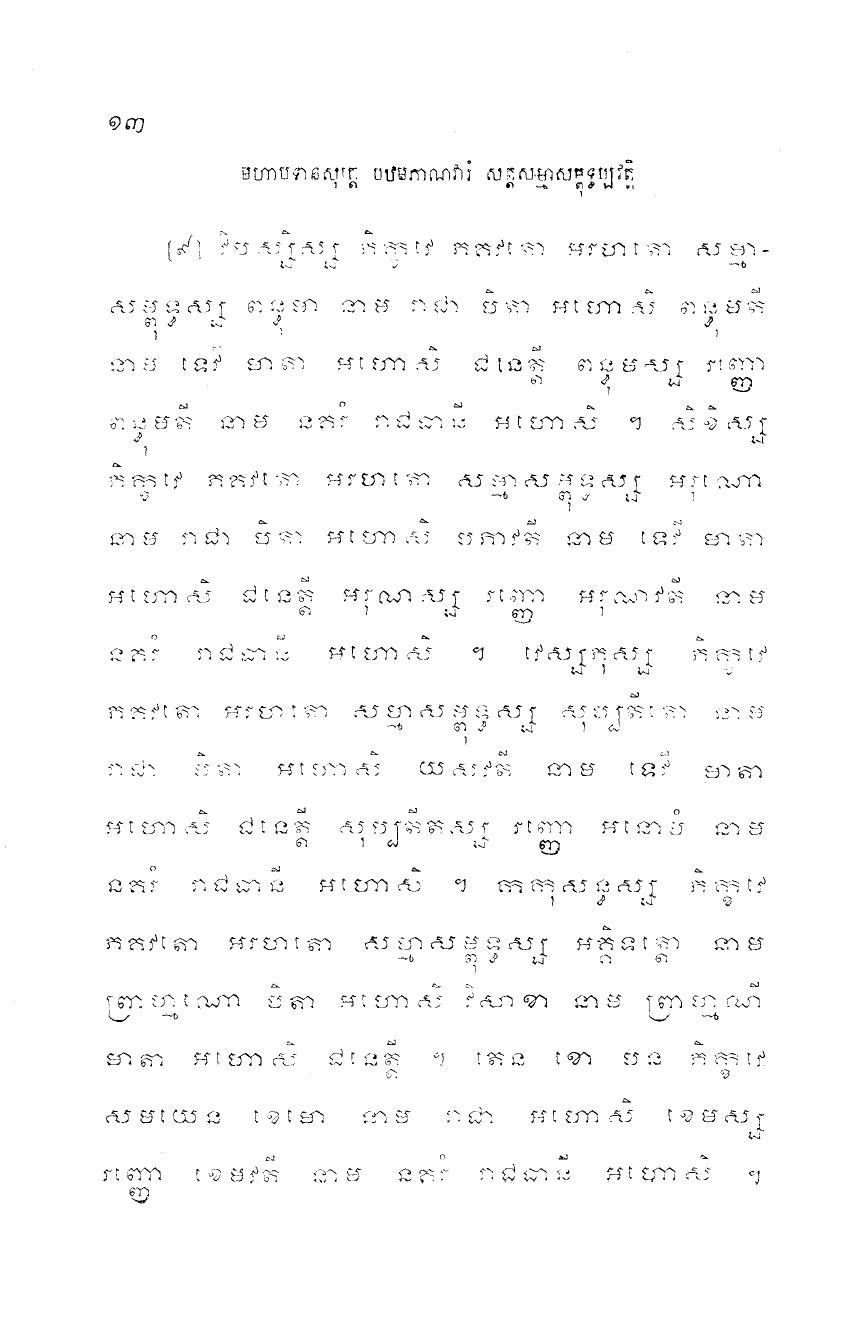 ១៣
មហាបទានសុត្តេ បឋមភាណវារំ សត្តសម្មាសម្ពុទ្ធប្បវត្តិ
[៩] វិបស្សិស្ស ភិក្ខវេ ភគវតោ អរហតោ សម្មា-
សម្ពុទ្ធស្ស ពន្ធុមា នាម រាជា បិតា អហោសិ ពន្ធុមតី
នាម ទេវី មាតា អហោសិ ជនេត្តី ពន្ធុមស្ស រញ្ញោ
ពន្ធុមតី នាម នគរំ រាជធានី អហោសិ ។ សិខិស្ស
ភិក្ខវេ ភគវតោ អរហតោ សម្មាសម្ពុទ្ធស្ស អរុណោ
នាម រាជា បិតា អហោសិ បភាវតី នាម ទេវី មាតា
អហោសិ ជនេត្តី អរុណស្ស រញ្ញោ អរុណវតី នាម
នគរំ រាជធានី អហោសិ ។ វេស្សភុស្ស ភិក្ខវេ
ភគវតោ អរហតោ សម្មាសម្ពុទ្ធស្ស សុប្បតីតោ នាម
រាជា បិតា អហោសិ យសវតី នាម ទេវី មាតា
អហោសិ ជនេត្តី សុប្បតីតស្ស រញ្ញោ អនោបំ នាម
នគរំ រាជធានី អហោសិ ។ កកុសន្ធស្ស ភិក្ខវេ
ភគវតោ អរហតោ សម្មាសម្ពុទ្ធស្ស អគ្គិទត្តោ នាម
ព្រាហ្មណោ បិតា អហោសិ វិសាខា នាម ព្រាហ្មណី
មាតា អហោសិ ជនេត្តី ។ តេន ខោ បន ភិក្ខវេ
សមយេន ខេមោ នាម រាជា អហោសិ ខេមស្ស
រញ្ញោ ខេមវតី នាម នគរំ រាជធានី អហោសិ ។